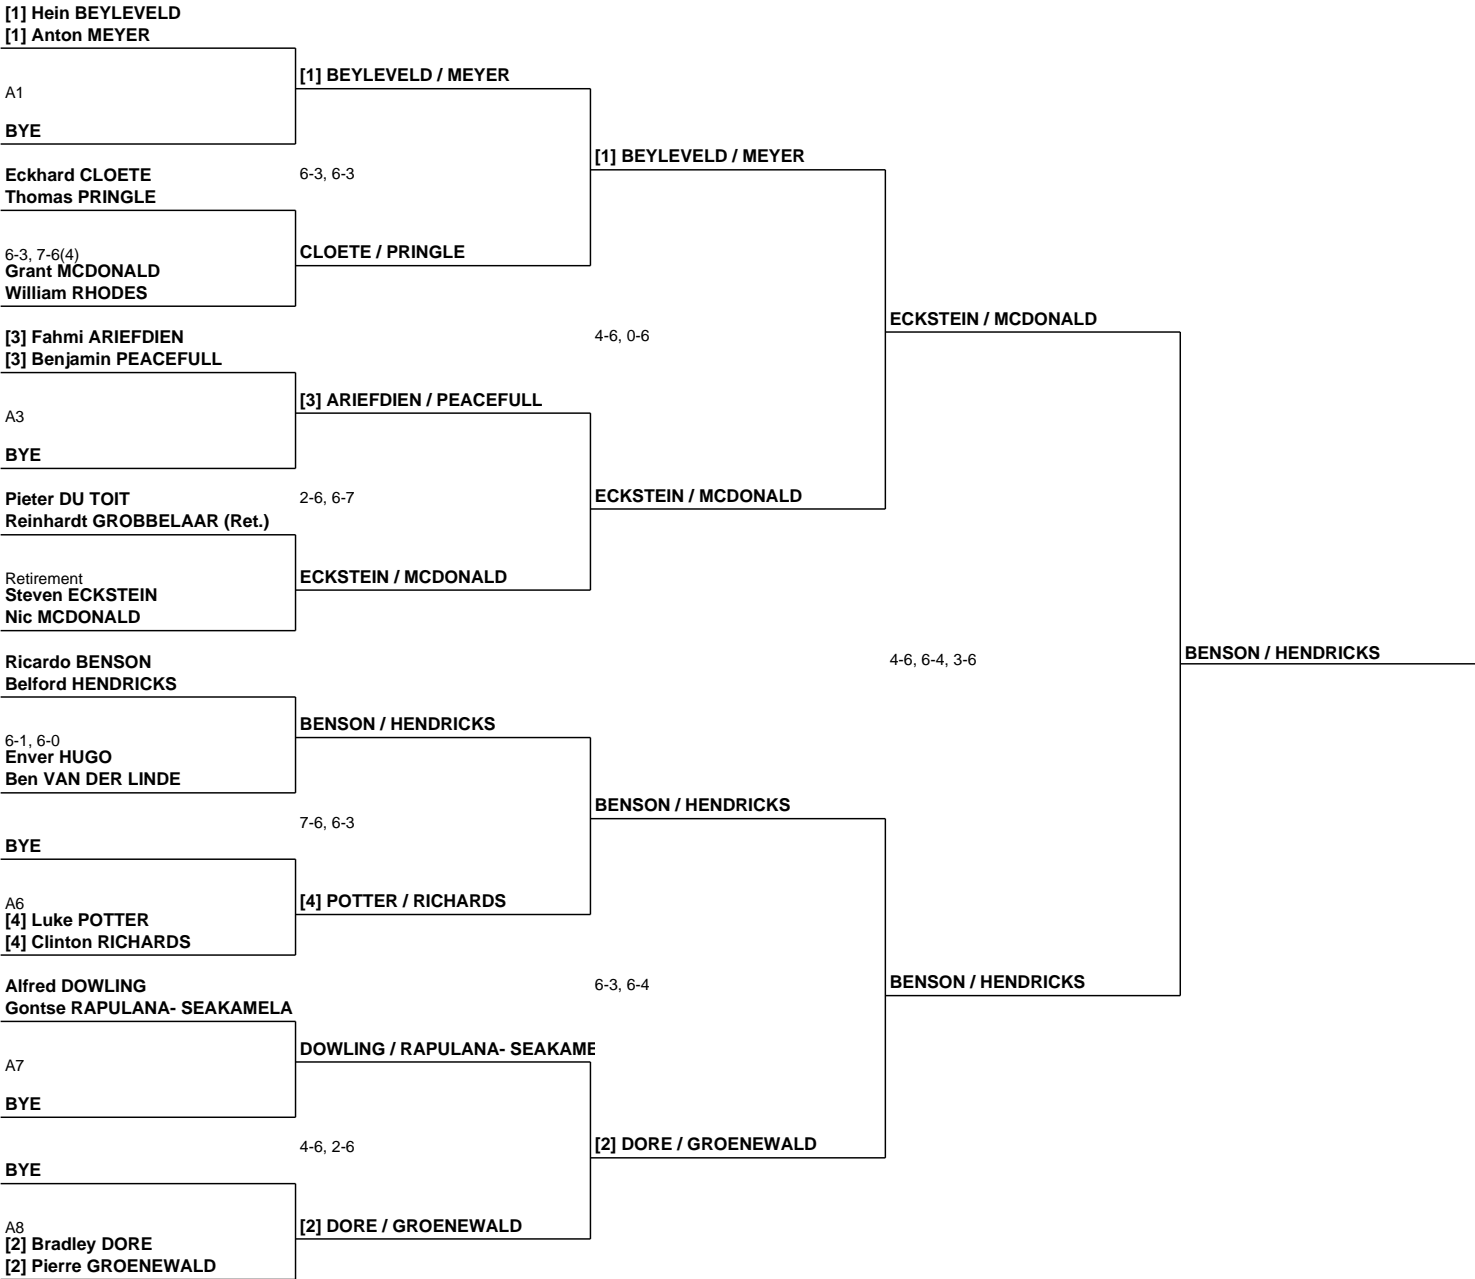 [1] Hein BEYLEVELD
[1] Anton MEYER
[1] BEYLEVELD / MEYER
A1
BYE
[1] BEYLEVELD / MEYER
Eckhard CLOETE
6-3, 6-3
Thomas PRINGLE
6-3, 7-6(4)
CLOETE / PRINGLE
Grant MCDONALD
William RHODES
ECKSTEIN / MCDONALD
[3] Fahmi ARIEFDIEN
4-6, 0-6
[3] Benjamin PEACEFULL
[3] ARIEFDIEN / PEACEFULL
A3
BYE
Pieter DU TOIT
2-6, 6-7
ECKSTEIN / MCDONALD
Reinhardt GROBBELAAR (Ret.)
Retirement
ECKSTEIN / MCDONALD
Steven ECKSTEIN
Nic MCDONALD
Ricardo BENSON
4-6, 6-4, 3-6
BENSON / HENDRICKS
Belford HENDRICKS
BENSON / HENDRICKS
6-1, 6-0
Enver HUGO
Ben VAN DER LINDE
BENSON / HENDRICKS
7-6, 6-3
BYE
A6
[4] POTTER / RICHARDS
[4] Luke POTTER
[4] Clinton RICHARDS
Alfred DOWLING
6-3, 6-4
BENSON / HENDRICKS
Gontse RAPULANA- SEAKAMELA
DOWLING / RAPULANA- SEAKAME
A7
BYE
4-6, 2-6
[2] DORE / GROENEWALD
BYE
A8
[2] DORE / GROENEWALD
[2] Bradley DORE
[2] Pierre GROENEWALD